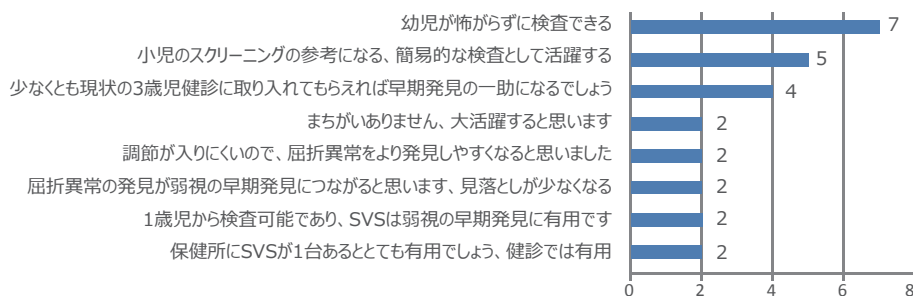 幼児が怖がらずに検査できる
7
小児のスクリーニングの参考になる、簡易的な検査として活躍する
5
少なくとも現状の3歳児健診に取り入れてもらえれば早期発見の一助になるでしょう
4
まちがいありません、大活躍すると思います
2
調節が入りにくいので、屈折異常をより発見しやすくなると思いました
2
屈折異常の発見が弱視の早期発見につながると思います、見落としが少なくなる
2
1歳児から検査可能であり、SVSは弱視の早期発見に有用です
2
保健所にSVSが1台あるととても有用でしょう、健診では有用
2
0 2 4 6 8